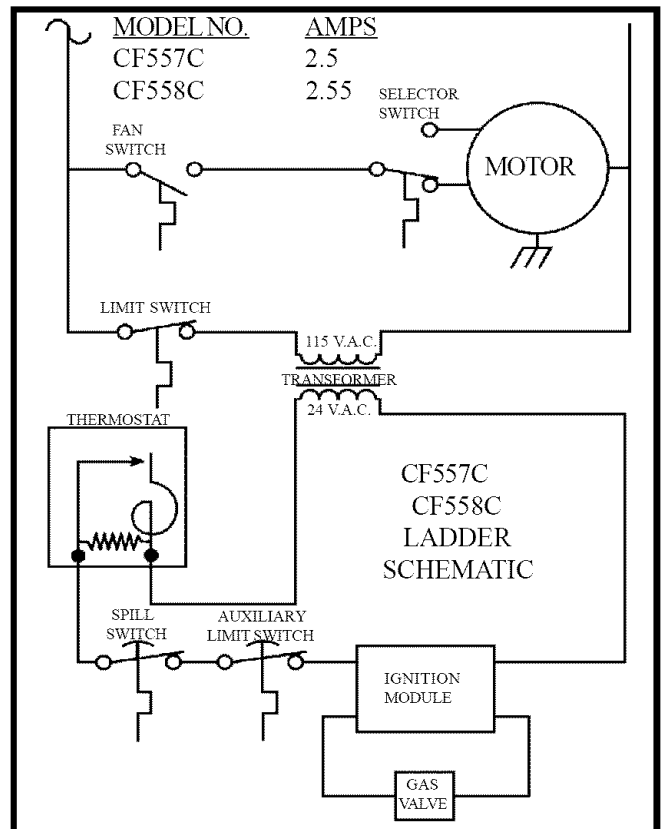 MODEL NO. AMPS
CF557C 2.5
CF558C 2.55
SELECTOR
SWITCH
FAN
SWITCH
MOTOR
LIMIT SWITCH
115 V.A.C.
TRANSFORMER
24 V.A.C.
THERMOSTAT
CF557C
CF558C
LADDER
SCHEMATIC
SPILL
SWITCH
AUXILIARY
LIMIT SWITCH
IGNITION
MODULE
GAS
VALVE